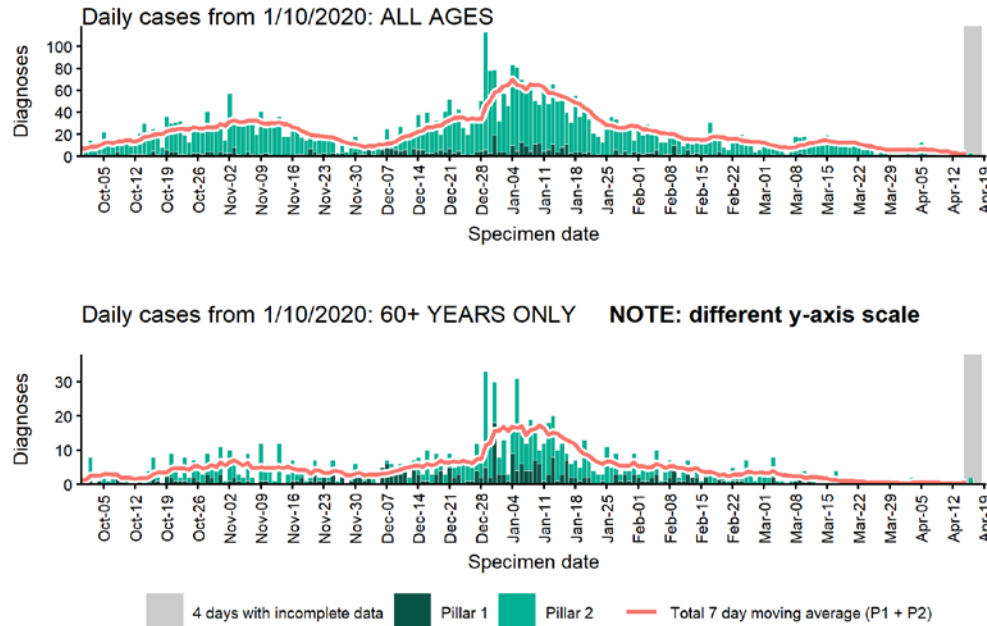 Daily cases from 1/10/2020: ALL AGES
Diagnoses
100
80
60
40
20
0
Oct-05 Oct-12 Oct-19 Oct-26 Nov-02 Nov-09 Nov-16 Nov-23 Nov-30 Dec-07 Dec-14 Dec-21 Dec-28 Jan-04 Jan-11 Jan-18 Jan-25 Feb-01 Feb-08 Feb-15 Feb-22 Mar-01 Mar-08 Mar-15 Mar-22 Mar-29 Apr-05 Apr-12 Apr-19
Specimen date
Daily cases from 1/10/2020: 60+ YEARS ONLY NOTE: different y-axis scale
Diagnoses
30
20
10
0
Oct-05 Oct-12 Oct-19 Oct-26 Nov-02 Nov-09 Nov-16 Nov-23 Nov-30 Dec-07 Dec-14 Dec-21 Dec-28 Jan-04 Jan-11 Jan-18 Jan-25 Feb-01 Feb-08 Feb-15 Feb-22 Mar-01 Mar-08 Mar-15 Mar-22 Mar-29 Apr-05 Apr-12 Apr-19
Specimen date
4 days with incomplete data Pillar 1 Pillar 2 Total 7 day moving average (P1 + P2)